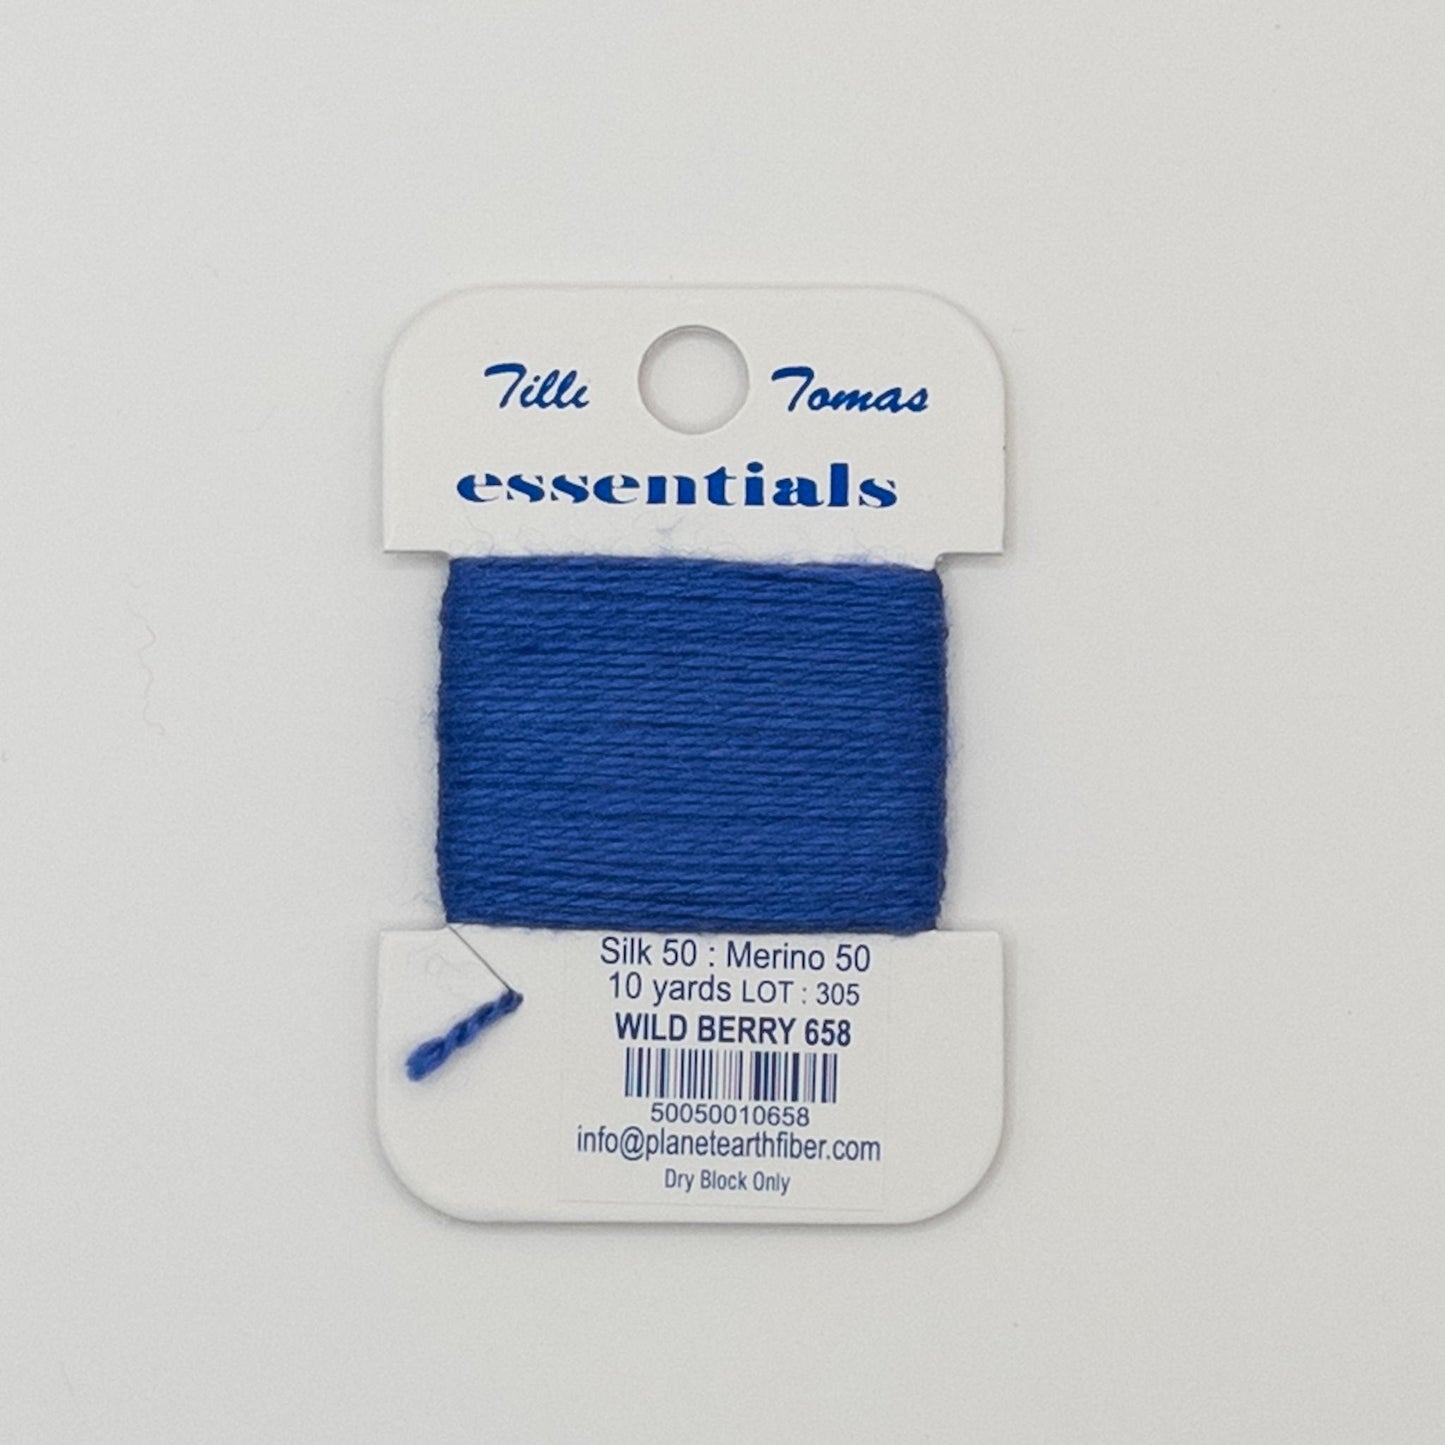 Tilli Tomas
essentials
Silk 50 : Merino 50
10 yards LOT : 305
WILD BERRY 658
50050010658
info@planetearthfiber.com
Dry Block Only